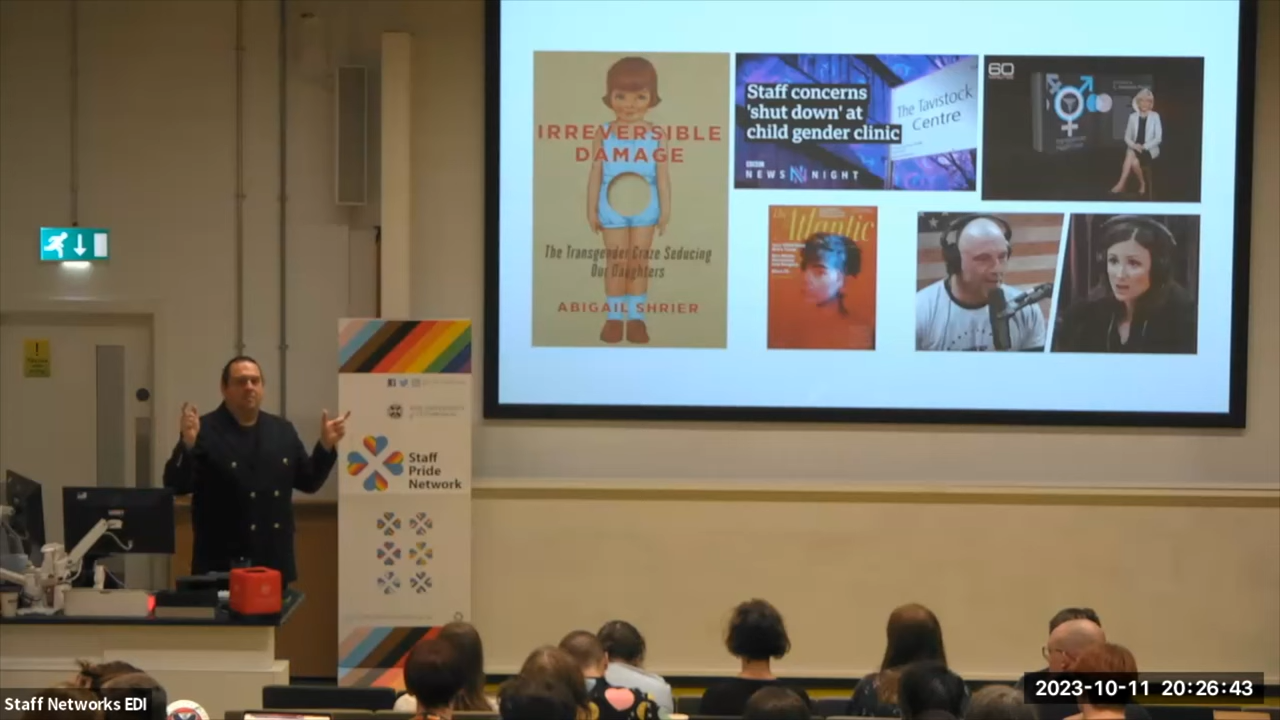 IRREVERSIBLE
DAMAGE
The Transgender Craze Seducing
Our Daughters
ABIGAIL SHRIER
Staff concerns
'shut down' at
child gender clinic
The Tavistock
Centre
BBC
NEWSNIGHT
60
The Atlantic
Staff
Pride
Network
Staff Networks EDI
2023-10-11 20:26:43